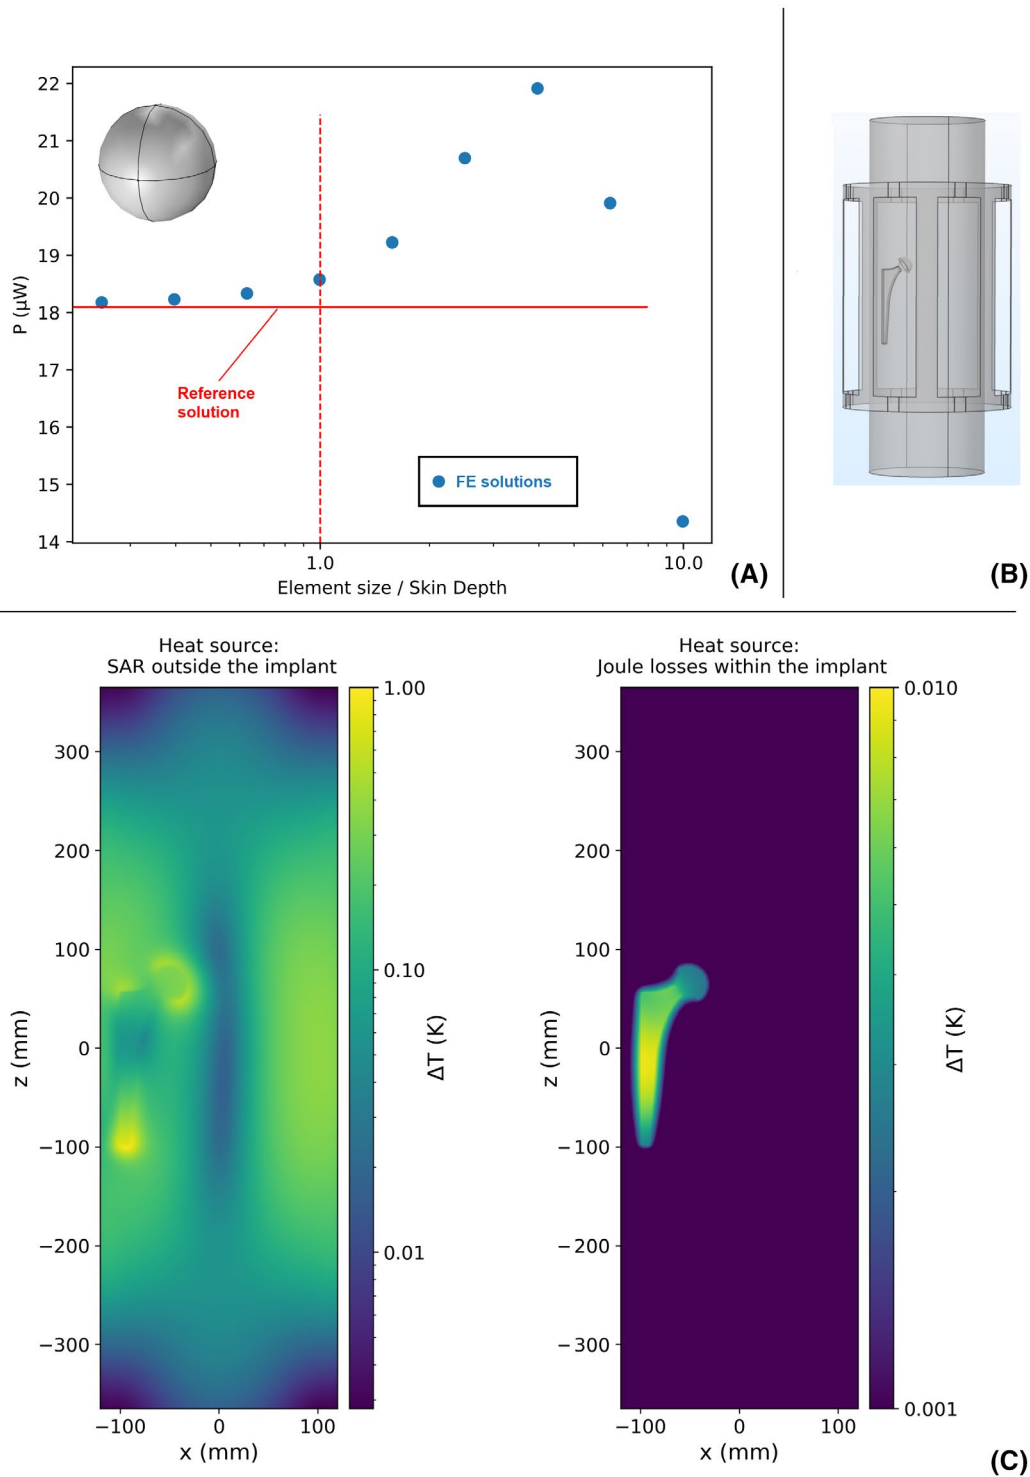 22
21
20
19
18
17
16
15
14
P (μW)
Reference
solution
FE solutions
1.0
10.0
Element size / Skin Depth
(A)
(B)
Heat source:
SAR outside the implant
300
200
100
0
−100
−200
−300
z (mm)
−100
0
100
x (mm)
1.00
0.10
0.01
ΔT (K)
Heat source:
Joule losses within the implant
300
200
100
0
−100
−200
−300
z (mm)
−100
0
100
x (mm)
0.010
0.001
ΔT (K)
(C)